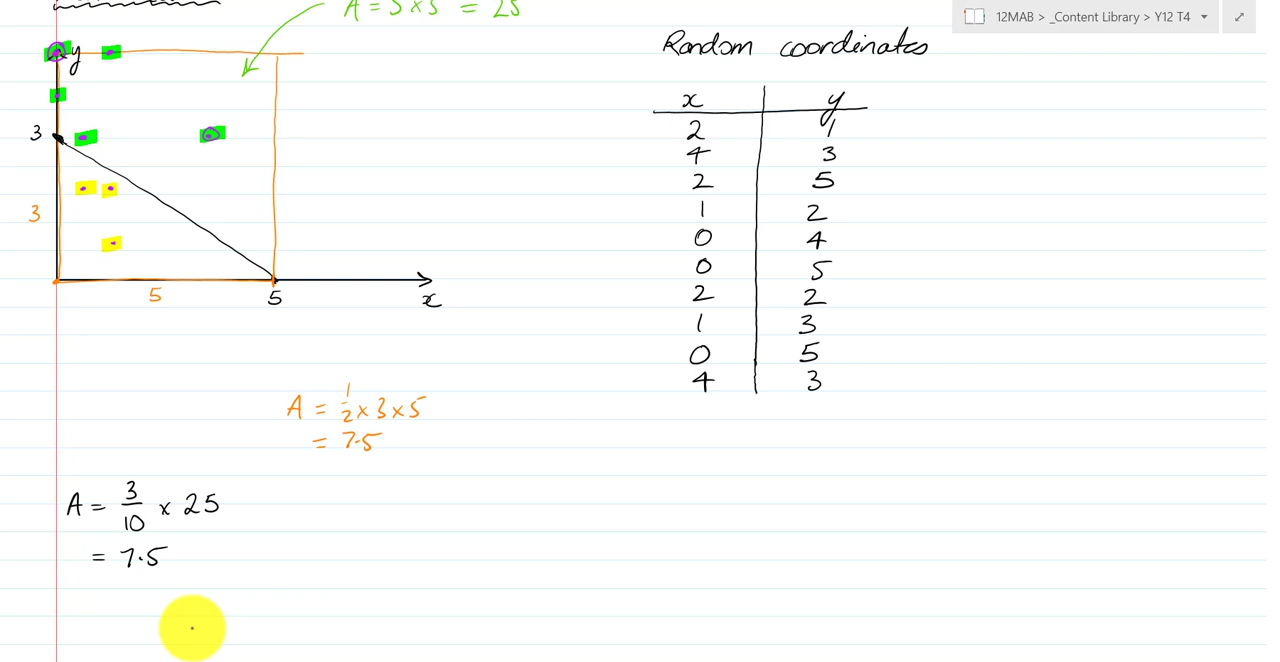 12MAB > _Content Library > Y12 T4
A = 5 × 5 = 25
Random coordinates
y
3
3
5
5
x
x y
2 1
4 3
2 5
1 2
0 4
0 5
2 2
1 3
0 5
4 3
A = 1/2 × 3 × 5
= 7.5
A = 3/10 × 25
= 7.5